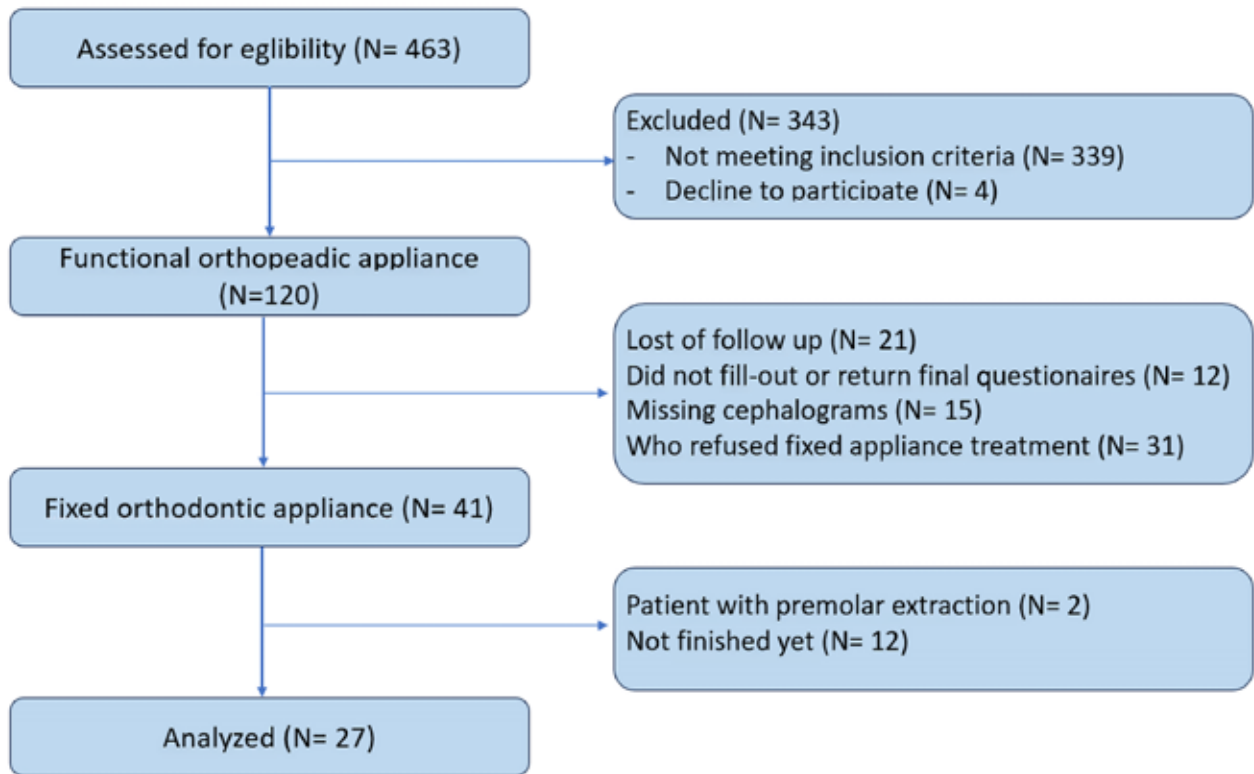 Assessed for eglibility (N= 463)
Excluded (N= 343)
- Not meeting inclusion criteria (N= 339)
- Decline to participate (N= 4)
Functional orthopeadic appliance
(N=120)
Lost of follow up (N= 21)
Did not fill-out or return final questionaires (N= 12)
Missing cephalograms (N= 15)
Who refused fixed appliance treatment (N= 31)
Fixed orthodontic appliance (N= 41)
Patient with premolar extraction (N= 2)
Not finished yet (N= 12)
Analyzed (N= 27)